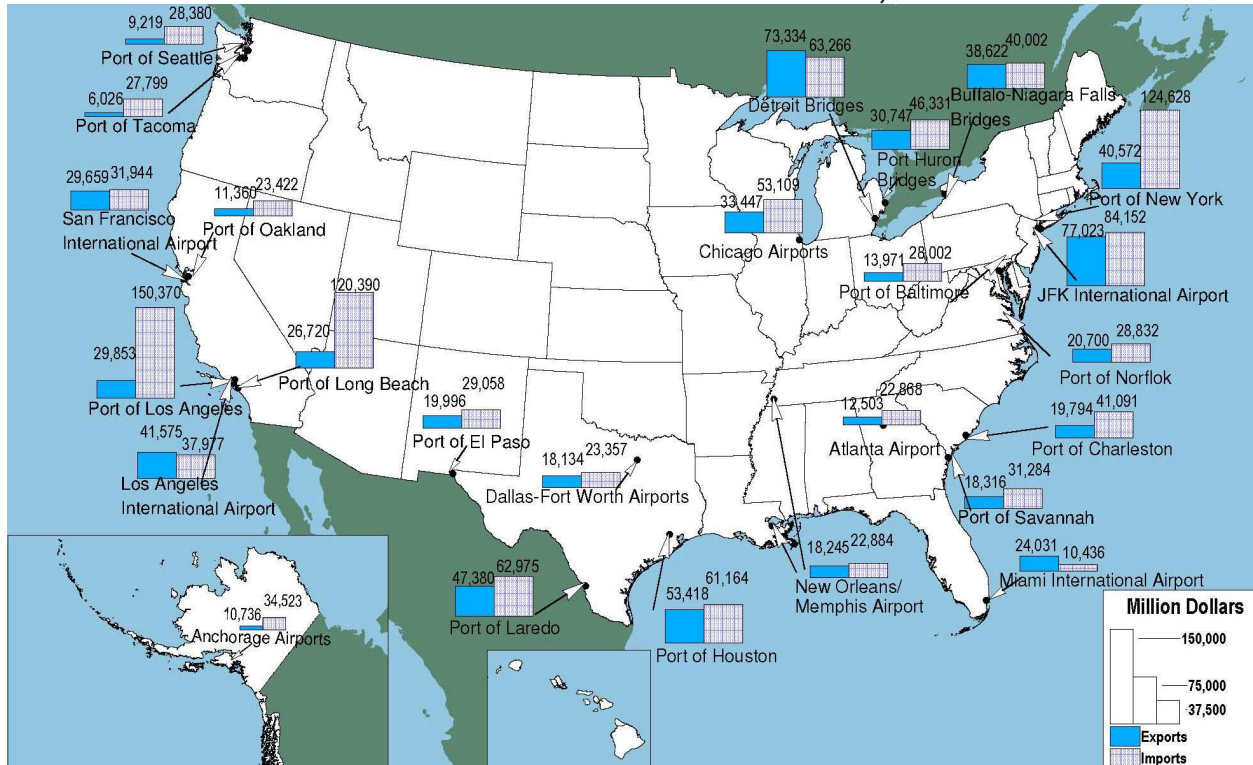 28,380
9,219
Port of Seattle
27,799
6,026
Port of Tacoma
29,659 31,944
San Francisco
International Airport
23,422
11,360
Port of Oakland
150,370
29,853
Port of Los Angeles
120,390
26,720
Port of Long Beach
41,575
37,977
Los Angeles
International Airport
29,058
19,996
Port of El Paso
23,357
18,134
Dallas-Fort Worth Airports
62,975
47,380
Port of Laredo
61,164
53,418
Port of Houston
18,245 22,884
New Orleans/
Memphis Airport
73,334
63,266
Détroit Bridges
46,331
30,747
Port Huron
Bridges
40,002
38,622
Buffalo-Niagara Falls
Bridges
124,628
40,572
Port of New York
84,152
77,023
JFK International Airport
53,109
33,447
Chicago Airports
28,002
13,971
Port of Baltimore
28,832
20,700
Port of Norflok
22,868
12,503
Atlanta Airport
41,091
19,794
Port of Charleston
31,284
18,316
Port of Savannah
24,031
10,436
Miami International Airport
34,523
10,736
Anchorage Airports
Million Dollars
150,000
75,000
37,500
Exports
Imports